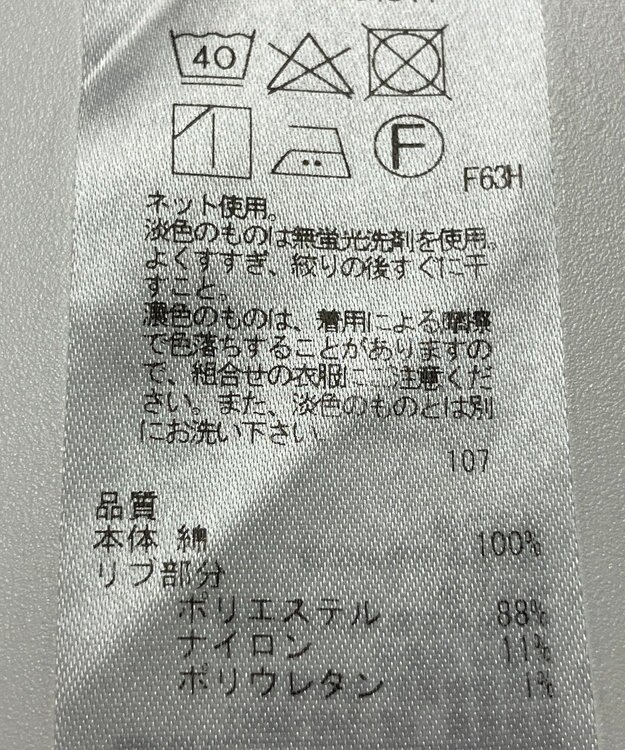 40
F
F63H
ネット使用。
淡色のものは無蛍光洗剤を使用。
よくすすぎ、絞りの後すぐに干
すこと。
濃色のものは、着用による摩擦
で色落ちすることがありますの
で、組合せの衣服にご注意くだ
さい。また、淡色のものとは別
にお洗い下さい
107
品質
本体 綿 100%
リブ部分
ポリエステル 88%
ナイロン 11%
ポリウレタン 1%